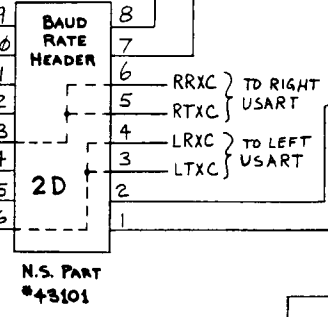 BAUD
RATE
HEADER
8
7
6
5
4
3
2
1
RRXC
RTXC
TO RIGHT
USART
LRXC
LTXC
TO LEFT
USART
2D
N.S. PART
#43101